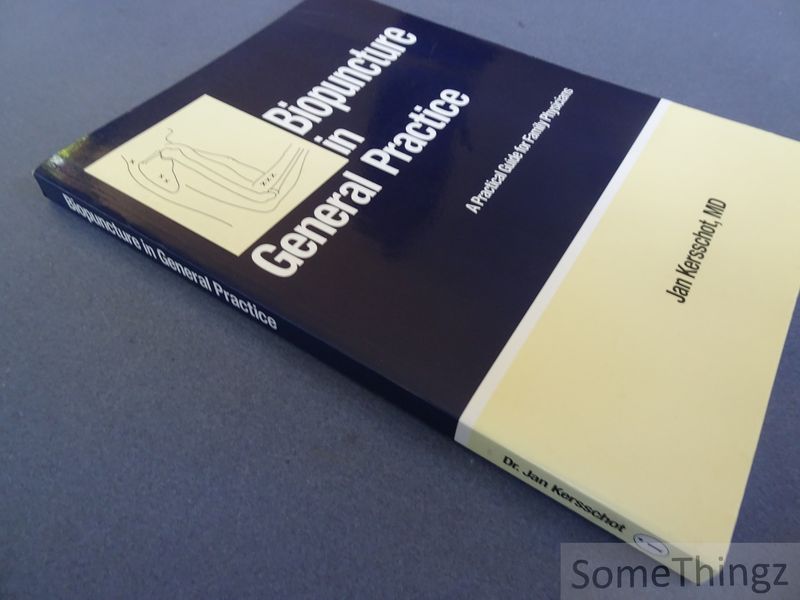 Biopuncture
in
General Practice
A Practical Guide for Family Physicians
Jan Kersschot, MD
x
x x
xxx
Biopuncture in General Practice
Dr. Jan Kersschot
SomeThingz